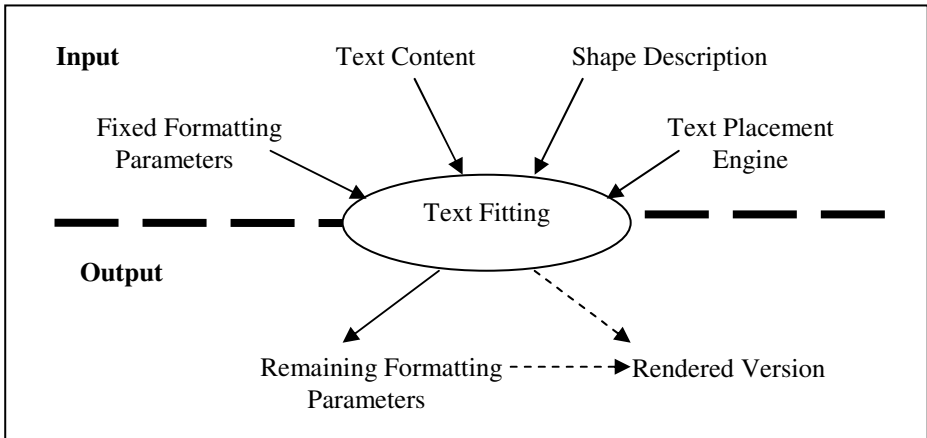 Input
Text Content
Shape Description
Fixed Formatting
Parameters
Text Placement
Engine
Text Fitting
Output
Remaining Formatting
Parameters
Rendered Version